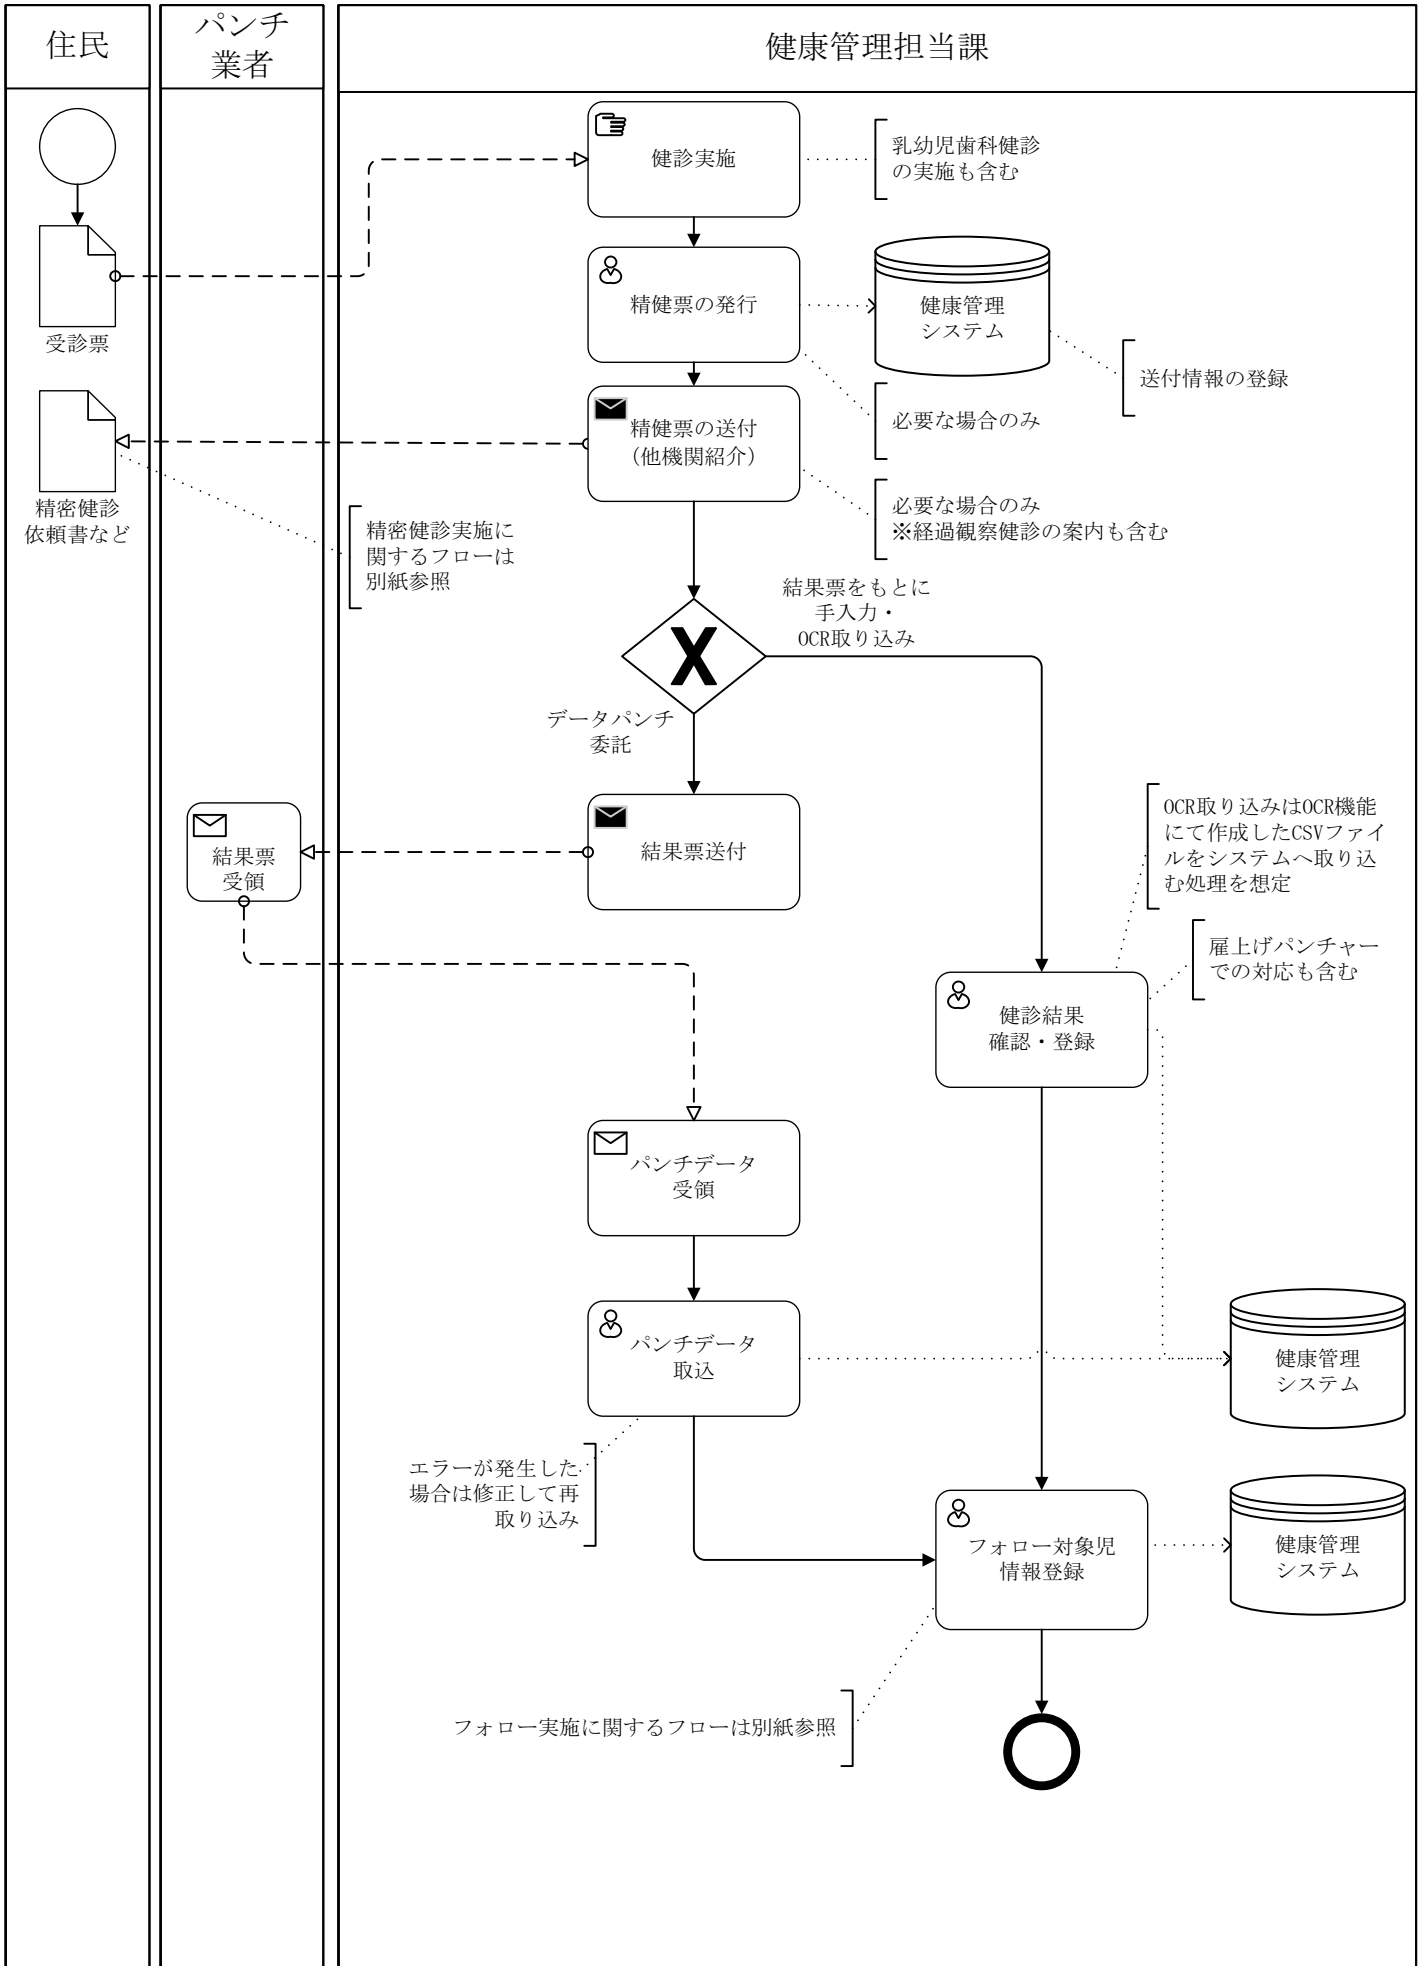 住民
パンチ
業者
健康管理担当課
健診実施
乳幼児歯科健診
の実施も含む
受診票
精健票の発行
健康管理
システム
送付情報の登録
必要な場合のみ
精健票の送付
（他機関紹介）
必要な場合のみ
※経過観察健診の案内も含む
精密健診
依頼書など
精密健診実施に
関するフローは
別紙参照
結果票をもとに
手入力・
OCR取り込み
X
データパンチ
委託
結果票
受領
結果票送付
OCR取り込みはOCR機能
にて作成したCSVファイ
ルをシステムへ取り込
む処理を想定
雇上げパンチャー
での対応も含む
健診結果
確認・登録
パンチデータ
受領
パンチデータ
取込
健康管理
システム
エラーが発生した
場合は修正して再
取り込み
フォロー対象児
情報登録
健康管理
システム
フォロー実施に関するフローは別紙参照